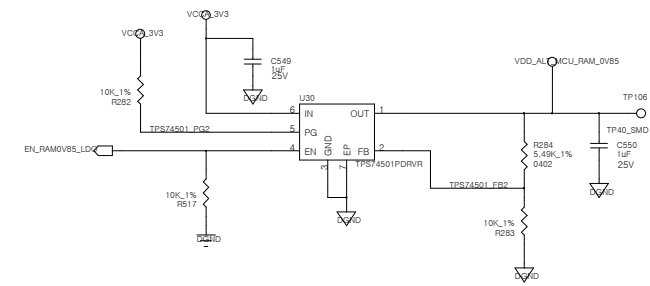 VCCA_3V3
VCCA_3V3
C549
1uF
25V
DGND
VDD_ALT_MCU_RAM_0V85
10K_1%
R282
U30
TP106
6
IN
OUT
1
TPS74501_PG2
5
PG
TP40_SMD
EN_RAM0V85_LDO
4
EN
GND
EP
FB
2
3
7
TPS74501PDRVR
R284
5.49K_1%
0402
C550
1uF
25V
TPS74501_FB2
DGND
10K_1%
R517
DGND
10K_1%
R283
DGND
DGND